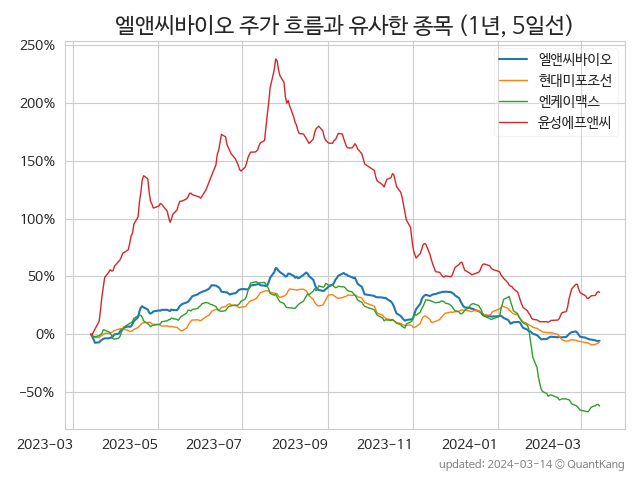 엘앤씨바이오 주가 흐름과 유사한 종목 (1년, 5일선)
250%
200%
150%
100%
50%
0%
−50%
엘앤씨바이오
현대미포조선
엔케이맥스
윤성에프앤씨
2023-03
2023-05
2023-07
2023-09
2023-11
2024-01
2024-03
updated: 2024-03-14 © QuantKang